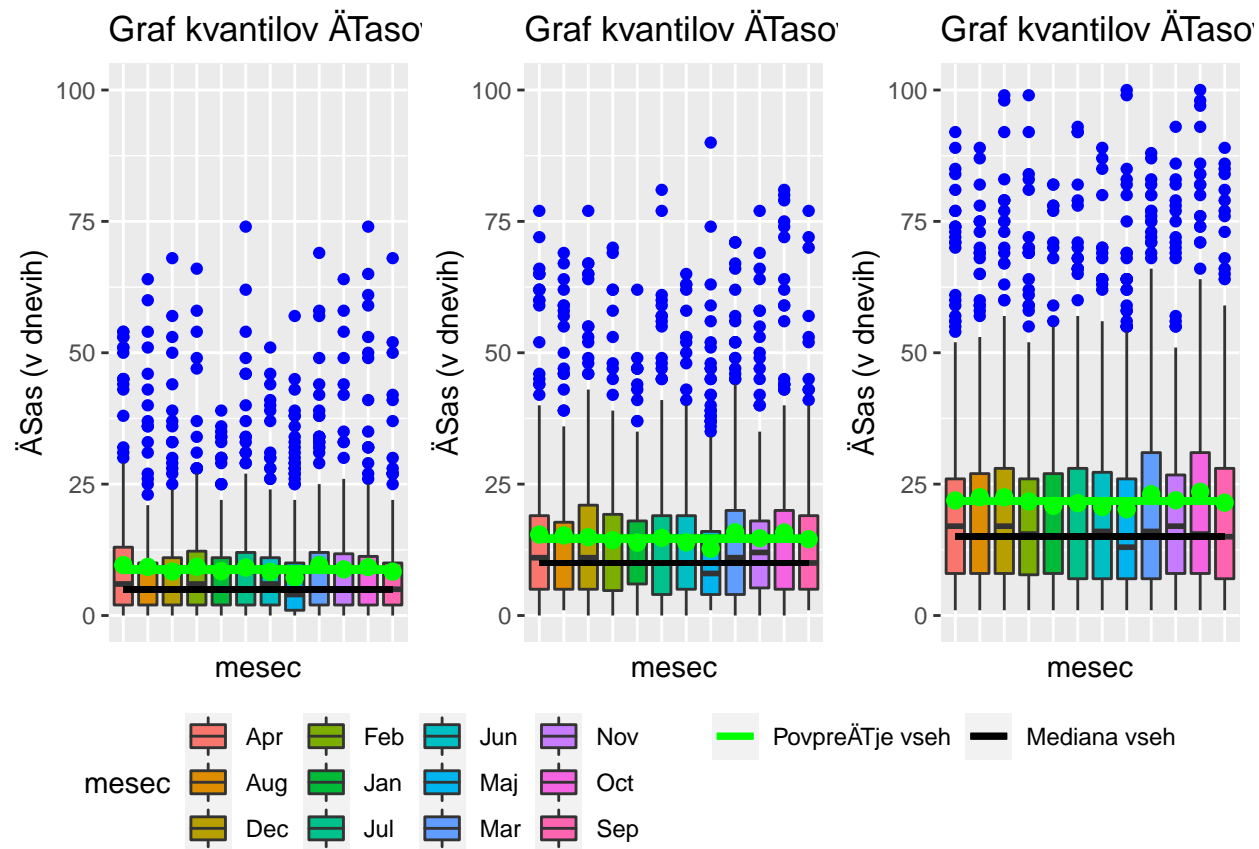 Graf kvantilov ÄTasov
Graf kvantilov ÄTasov
Graf kvantilov ÄTasov
100
75
50
25
0
ÄSas (v dnevih)
mesec
100
75
50
25
0
ÄSas (v dnevih)
mesec
100
75
50
25
0
ÄSas (v dnevih)
mesec
mesec
Apr
Aug
Dec
Feb
Jan
Jul
Jun
Maj
Mar
Nov
Oct
Sep
PovpreÄTje vseh
Mediana vseh